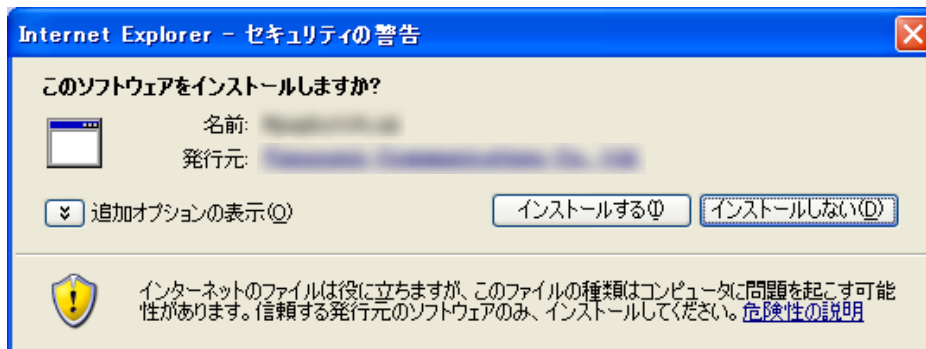 Internet Explorer - セキュリティの警告
このソフトウェアをインストールしますか?
名前:
発行元:
追加オプションの表示(O)
インストールする(I)
インストールしない(D)
インターネットのファイルは役に立ちますが、このファイルの種類はコンピュータに問題を起こす可能
性があります。信頼する発行元のソフトウェアのみ、インストールしてください。危険性の説明